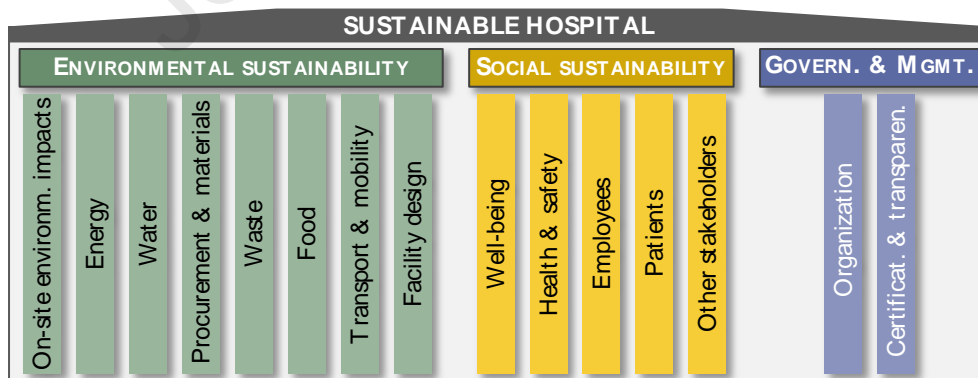 SUSTAINABLE HOSPITAL
ENVIRONMENTAL SUSTAINABILITY
SOCIAL SUSTAINABILITY
GOVERN. & MGMT.
On-site environm. impacts
Energy
Water
Procurement & materials
Waste
Food
Transport & mobility
Facility design
Well-being
Health & safety
Employees
Patients
Other stakeholders
Organization
Certificat. & transparen.